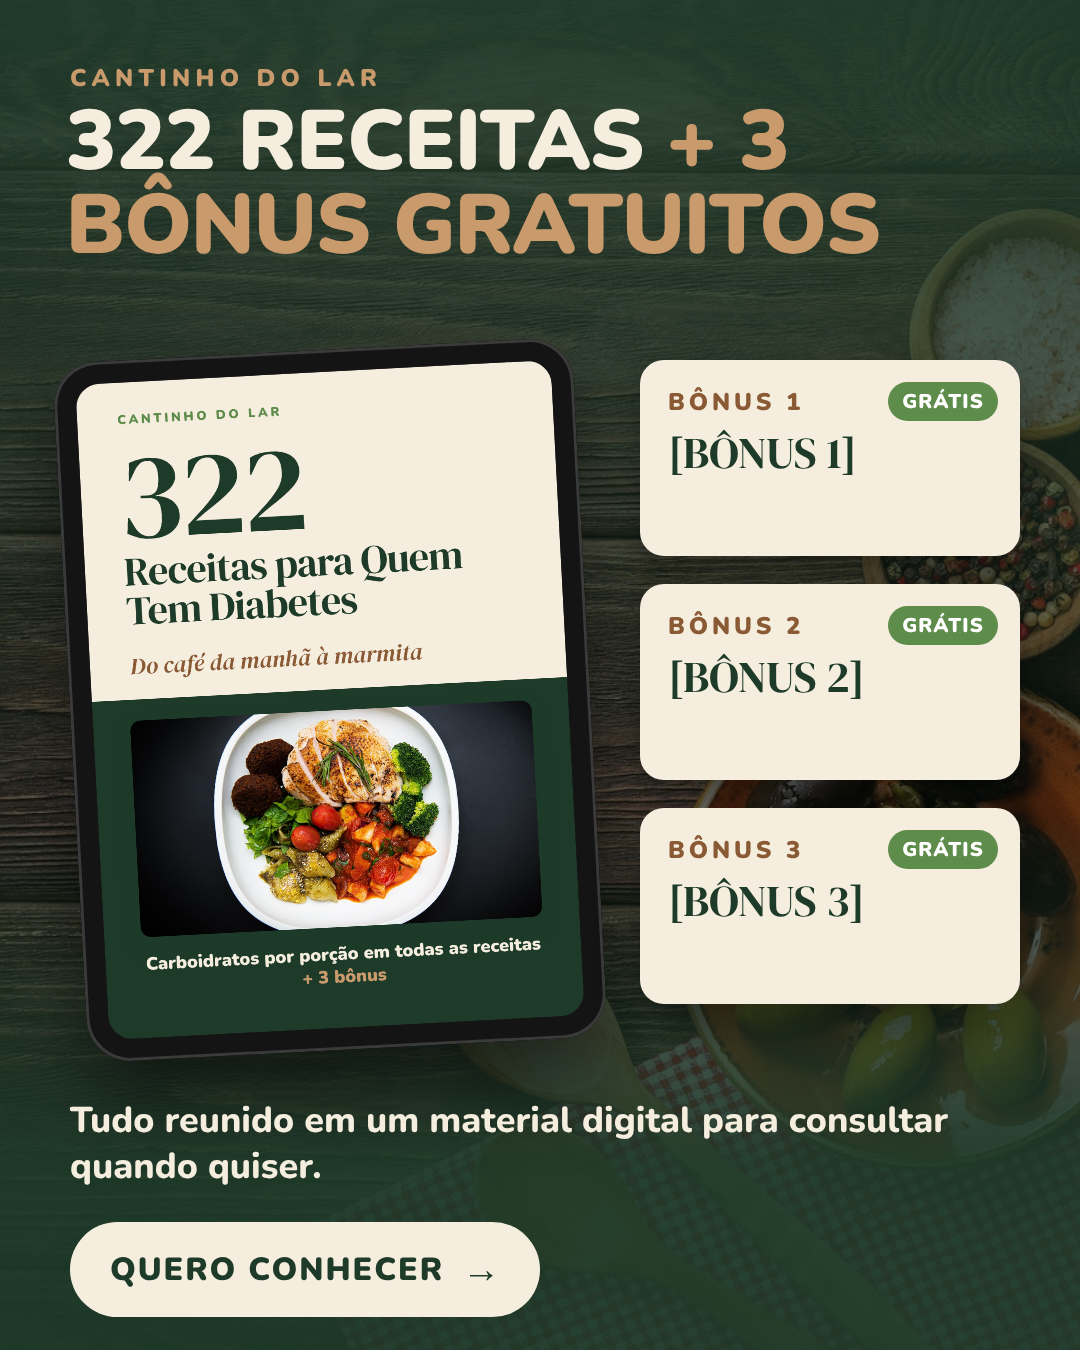 CANTINHO DO LAR
322 RECEITAS + 3
BÔNUS GRATUITOS
CANTINHO DO LAR
322
Receitas para Quem
Tem Diabetes
Do café da manhã à marmita
Carboidratos por porção em todas as receitas
+ 3 bônus
BÔNUS 1
GRÁTIS
[BÔNUS 1]
BÔNUS 2
GRÁTIS
[BÔNUS 2]
BÔNUS 3
GRÁTIS
[BÔNUS 3]
Tudo reunido em um material digital para consultar
quando quiser.
QUERO CONHECER →